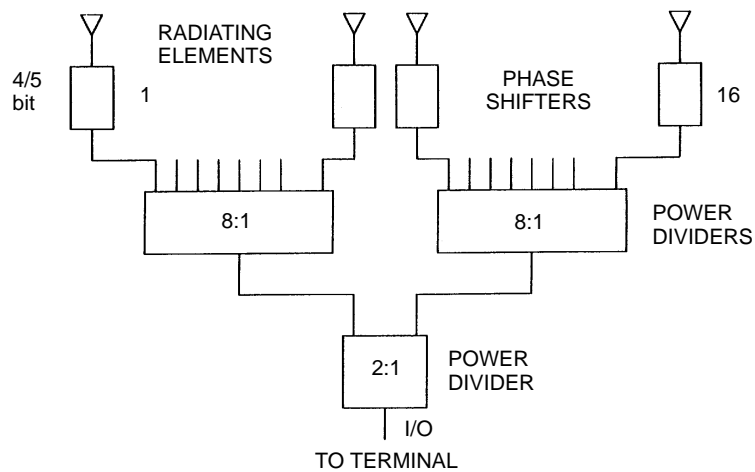 RADIATING
ELEMENTS
4/5
bit
1
PHASE
SHIFTERS
16
8:1
8:1
POWER
DIVIDERS
2:1
POWER
DIVIDER
I/O
TO TERMINAL